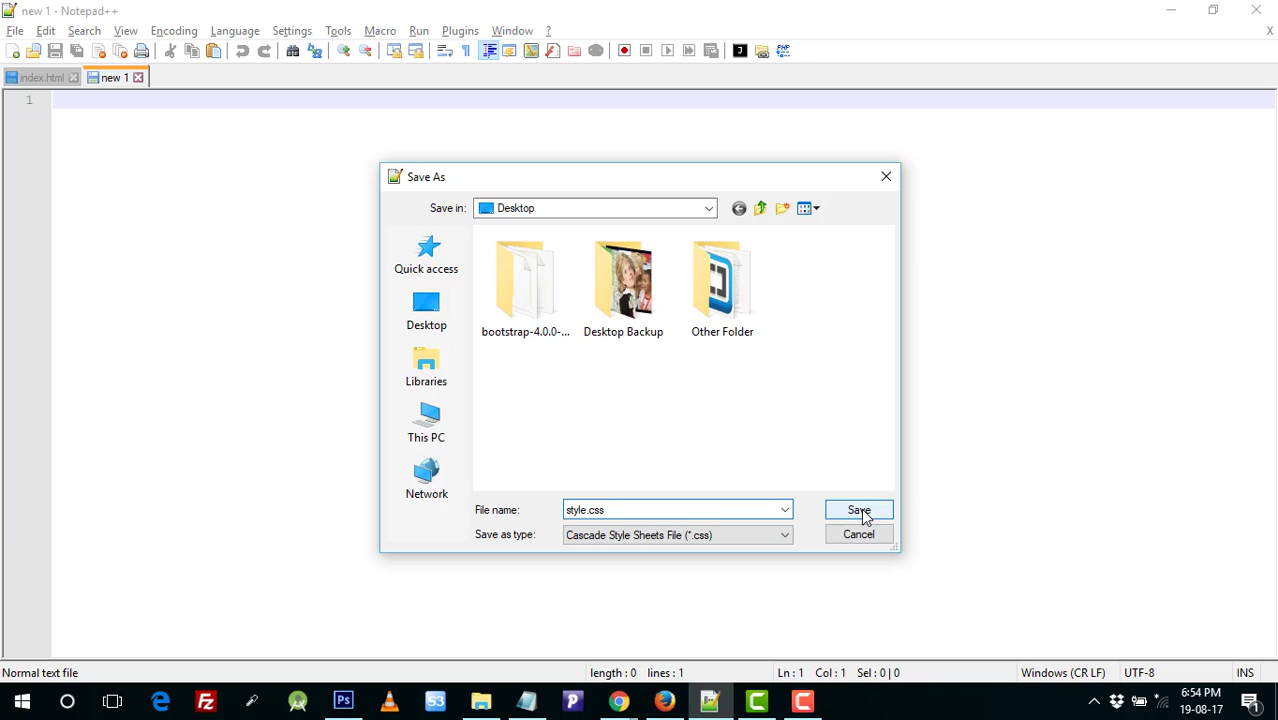 new 1 - Notepad++
File Edit Search View Encoding Language Settings Tools Macro Run Plugins Window ? X
index.html new 1
1
Save As
Save in: Desktop
Quick access
Desktop
Libraries
This PC
Network
bootstrap-4.0.0-... Desktop Backup Other Folder
File name: style.css Save
Save as type: Cascade Style Sheets File (*.css) Cancel
Normal text file length : 0 lines : 1 Ln : 1 Col : 1 Sel : 0 | 0 Windows (CR LF) UTF-8 INS
6:54 PM
19-08-17